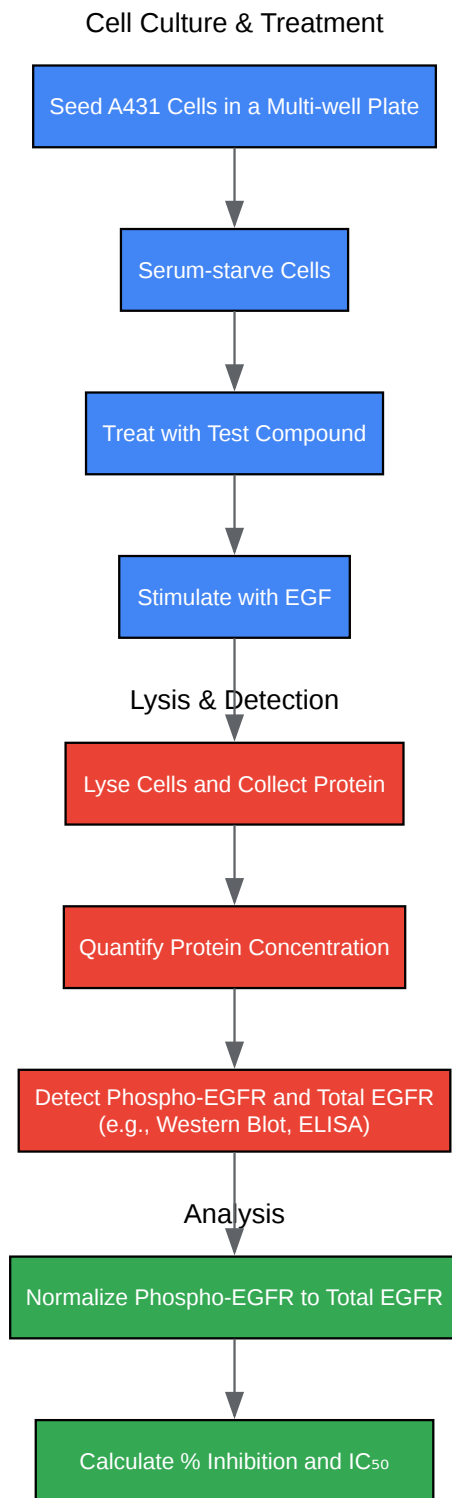 Cell Culture & Treatment
Seed A431 Cells in a Multi-well Plate
Serum-starve Cells
Treat with Test Compound
Stimulate with EGF
Lysis & Detection
Lyse Cells and Collect Protein
Quantify Protein Concentration
Detect Phospho-EGFR and Total EGFR
(e.g., Western Blot, ELISA)
Analysis
Normalize Phospho-EGFR to Total EGFR
Calculate % Inhibition and IC₅₀